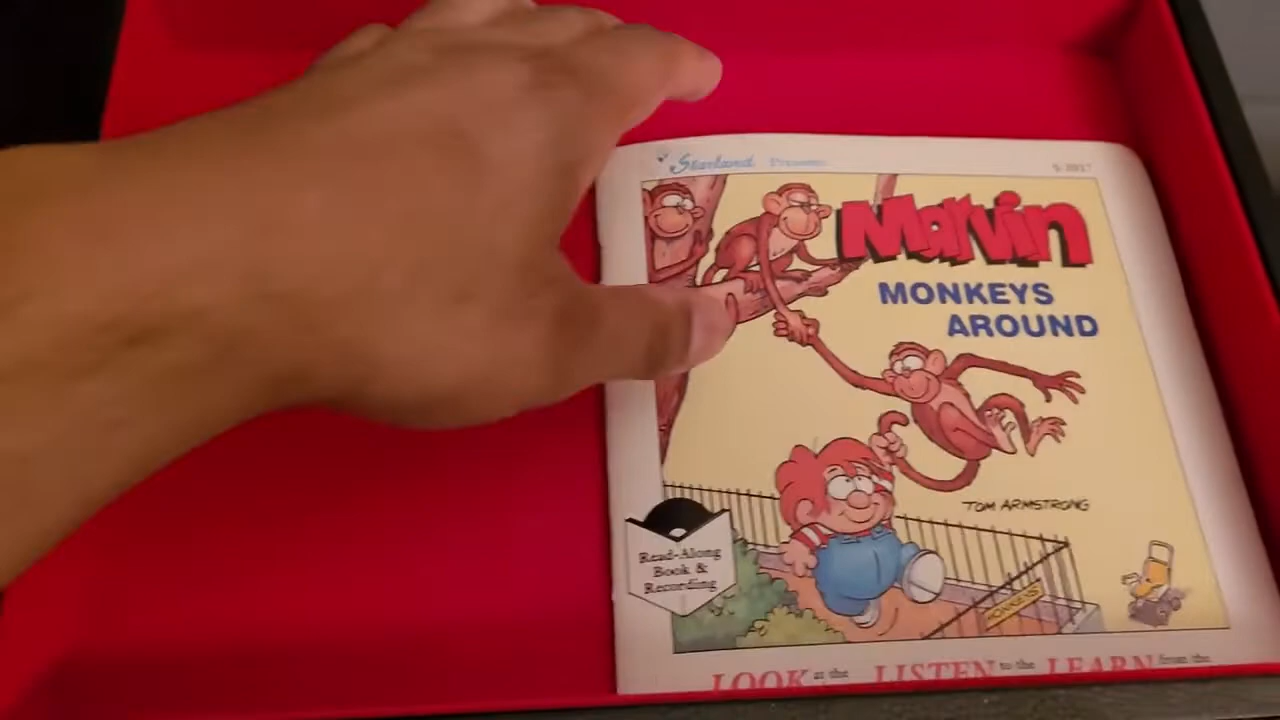 Starland Presents
Marvin
MONKEYS
AROUND
TOM ARMSTRONG
Read-Along
Book &
Recording
MONKEYS
LOOK at the LISTEN to the LEARN from the